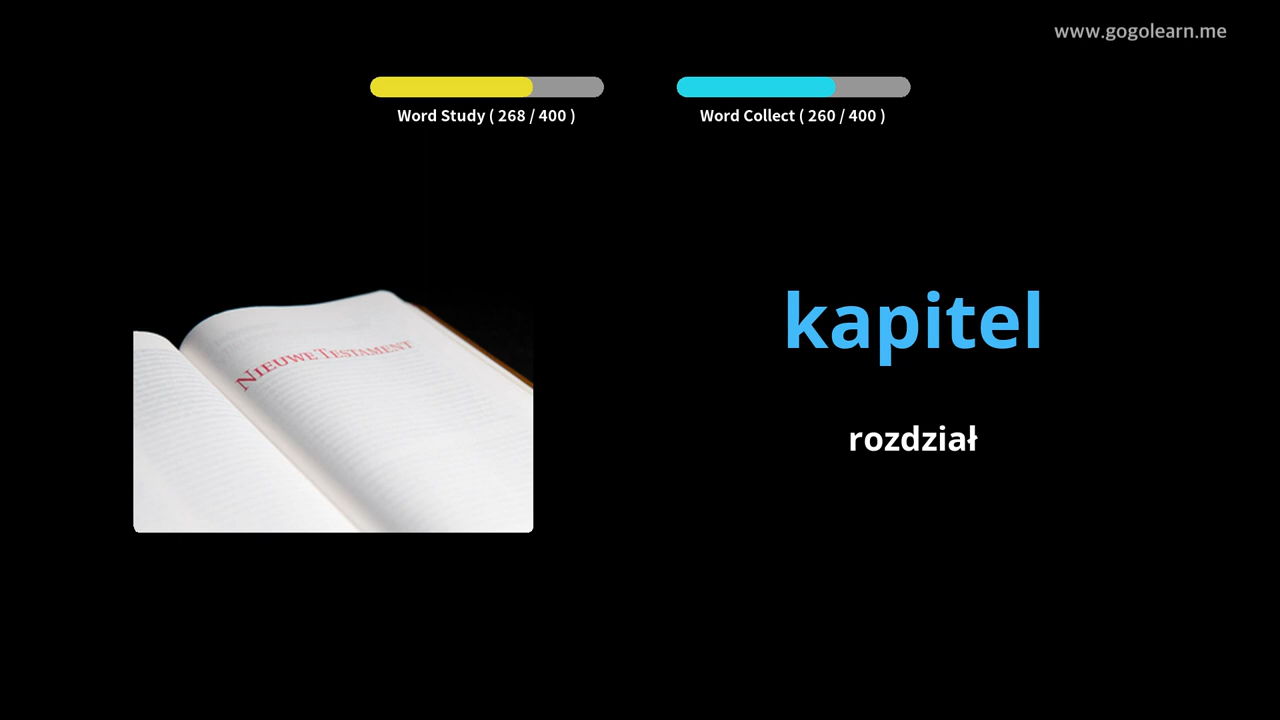 www.gogolearn.me
Word Study ( 268 / 400 )
Word Collect ( 260 / 400 )
NIEUWE TESTAMENT
kapitel
rozdział